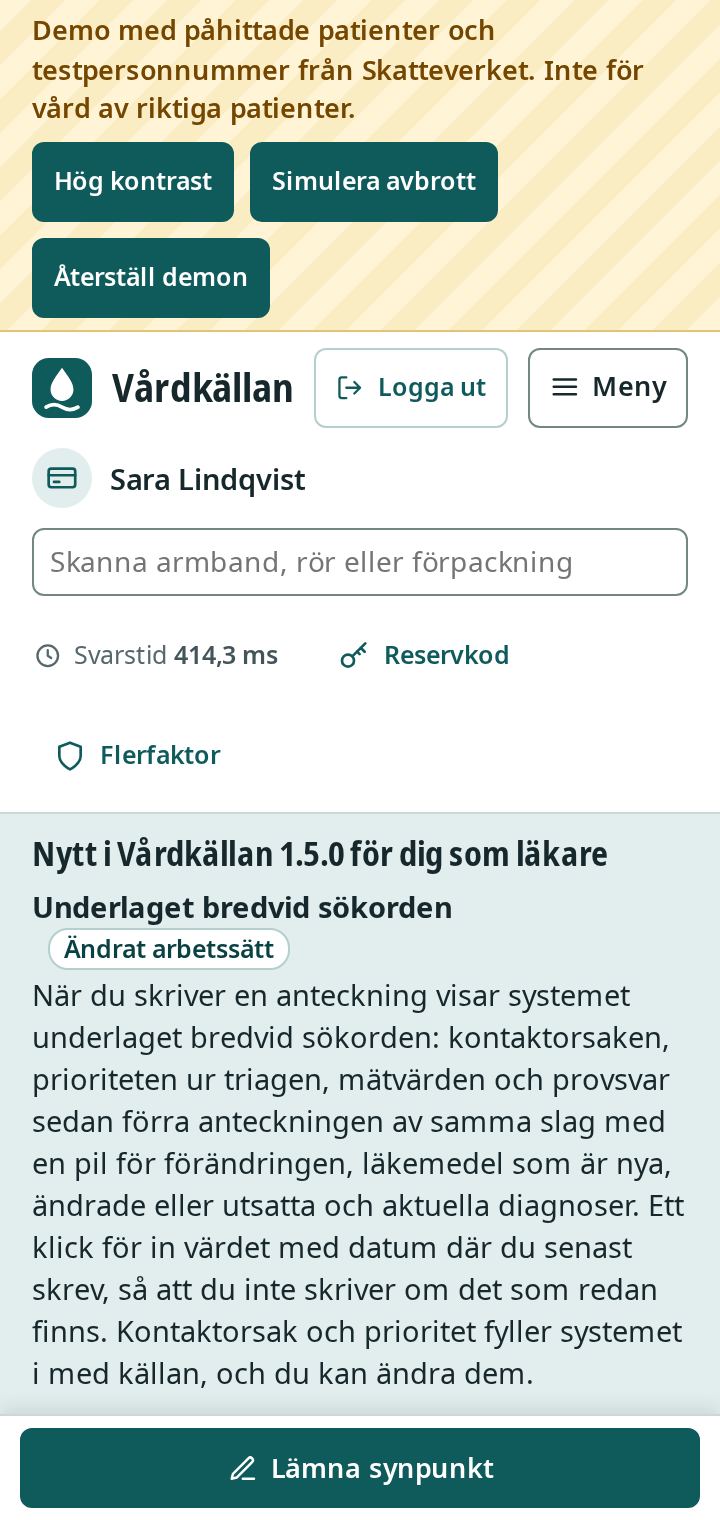 Demo med påhittade patienter och
testpersonnummer från Skatteverket. Inte för
vård av riktiga patienter.
Hög kontrast
Simulera avbrott
Återställ demon
Vårdkällan
Logga ut
Meny
Sara Lindqvist
Skanna armband, rör eller förpackning
Svarstid 414,3 ms
Reservkod
Flerfaktor
Nytt i Vårdkällan 1.5.0 för dig som läkare
Underlaget bredvid sökorden
Ändrat arbetssätt
När du skriver en anteckning visar systemet
underlaget bredvid sökorden: kontaktorsaken,
prioriteten ur triagen, mätvärden och provsvar
sedan förra anteckningen av samma slag med
en pil för förändringen, läkemedel som är nya,
ändrade eller utsatta och aktuella diagnoser. Ett
klick för in värdet med datum där du senast
skrev, så att du inte skriver om det som redan
finns. Kontaktorsak och prioritet fyller systemet
i med källan, och du kan ändra dem.
Lämna synpunkt